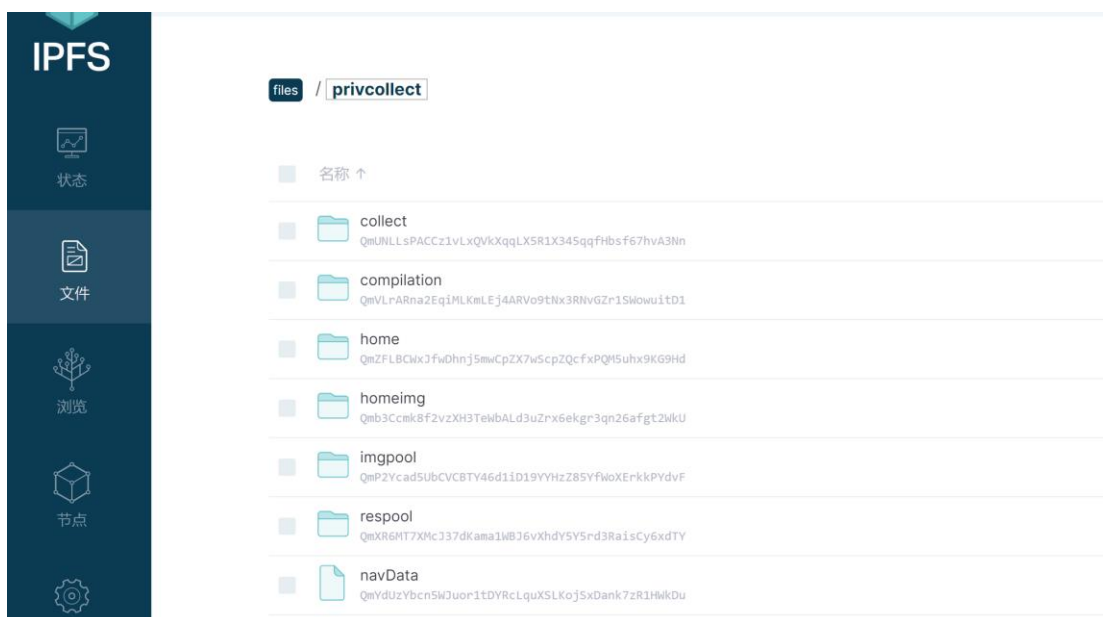 IPFS
状态
文件
浏览
节点
files / privcollect
名称 ↑
collect
QmUNLLsPACCz1vLxQVkXqqLX5R1X345qqfHbsf67hvA3Nn
compilation
QmVLrARna2EqiMLKmLEj4ARVo9tNx3RNvGZr1SWowuitD1
home
QmZFLBCWxJfwDhnj5mwCpZX7wScpZQcfxPQM5uhx9KG9Hd
homeimg
Qmb3Ccmk8f2vzXH3TeWbALd3uZrx6ekgr3qn26afgt2WkU
imgpool
QmP2Ycad5UbCVCBTY46d1iD19YYHzZ85YfWoXErkkPYdvF
respool
QmXR6MT7XMcJ37dKama1WBJ6vXhdY5Y5rd3RaisCy6xdTY
navData
QmYdUzYbcn5WJuor1tDYRcLquXSLKojSxDank7zR1HWkDu